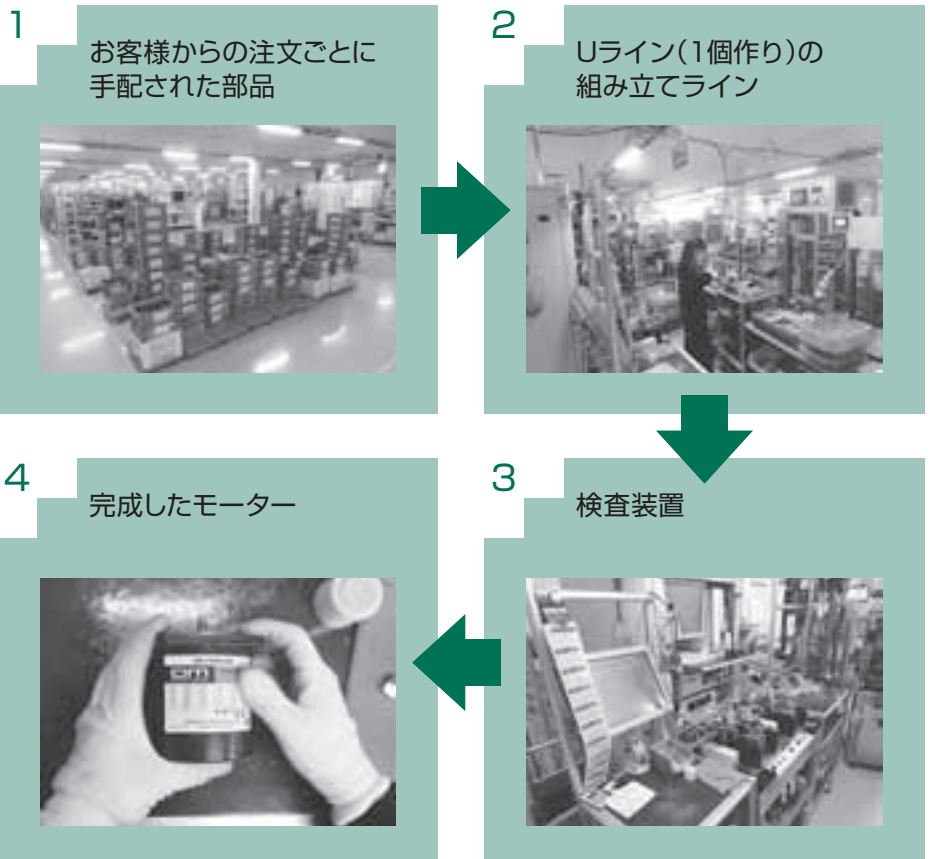 1
お客様からの注文ごとに
手配された部品
2
Uライン(1個作り)の
組み立てライン
3
検査装置
4
完成したモーター
om